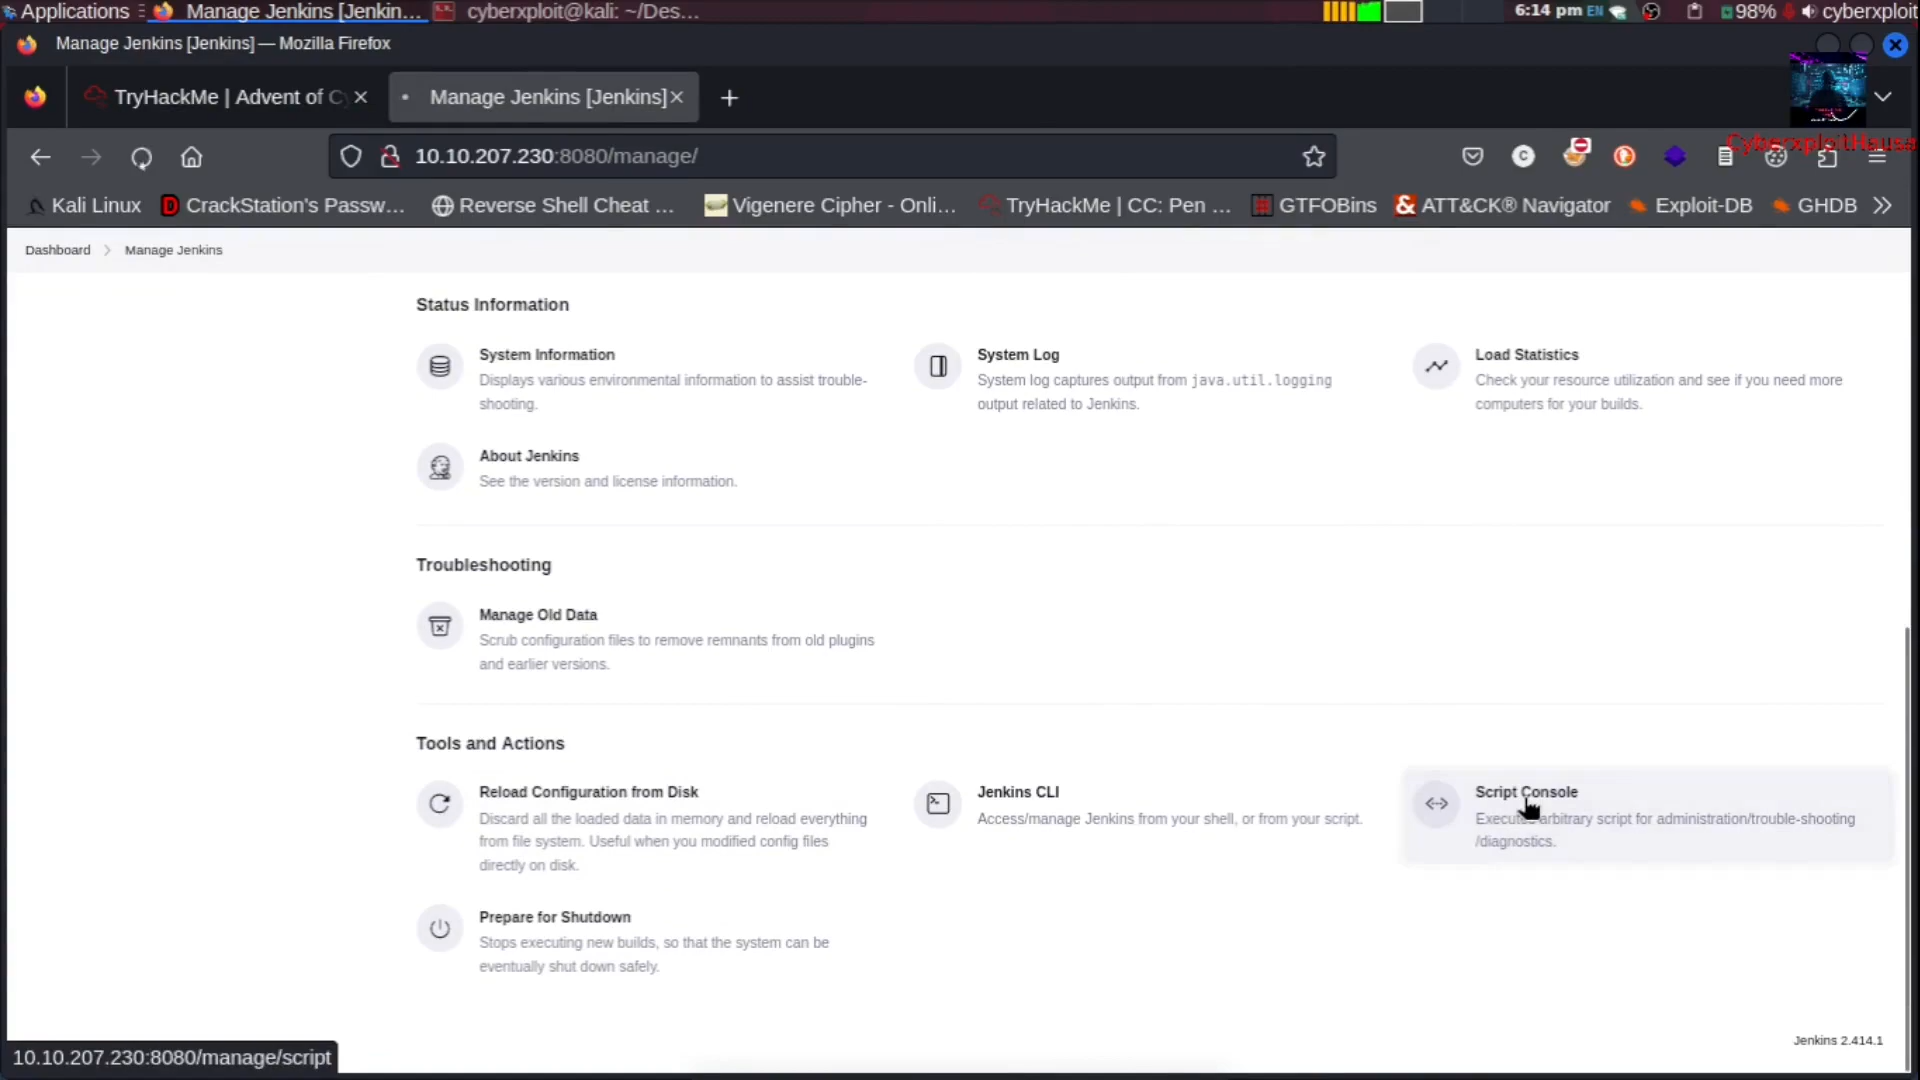 Applications
Manage Jenkins [Jenkin...
cyberxploit@kali: ~/Des...
6:14 pm EN
98%
cyberxploit
Manage Jenkins [Jenkins] — Mozilla Firefox
TryHackMe | Advent of Cy
Manage Jenkins [Jenkins]
CyberxploitHausa
10.10.207.230:8080/manage/
Kali Linux
CrackStation's Passw...
Reverse Shell Cheat ...
Vigenere Cipher - Onli...
TryHackMe | CC: Pen ...
GTFOBins
ATT&CK® Navigator
Exploit-DB
GHDB
Dashboard
Manage Jenkins
Status Information
System Information
Displays various environmental information to assist trouble-
shooting.
System Log
System log captures output from java.util.logging
output related to Jenkins.
Load Statistics
Check your resource utilization and see if you need more
computers for your builds.
About Jenkins
See the version and license information.
Troubleshooting
Manage Old Data
Scrub configuration files to remove remnants from old plugins
and earlier versions.
Tools and Actions
Reload Configuration from Disk
Discard all the loaded data in memory and reload everything
from file system. Useful when you modified config files
directly on disk.
Jenkins CLI
Access/manage Jenkins from your shell, or from your script.
Script Console
Executes arbitrary script for administration/trouble-shooting
/diagnostics.
Prepare for Shutdown
Stops executing new builds, so that the system can be
eventually shut down safely.
Jenkins 2.414.1
10.10.207.230:8080/manage/script